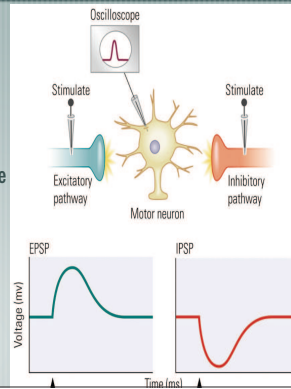 Oscilloscope
Stimulate
Stimulate
Excitatory
pathway
Inhibitory
pathway
Motor neuron
EPSP
IPSP
Voltage (mv)
Time (ms)